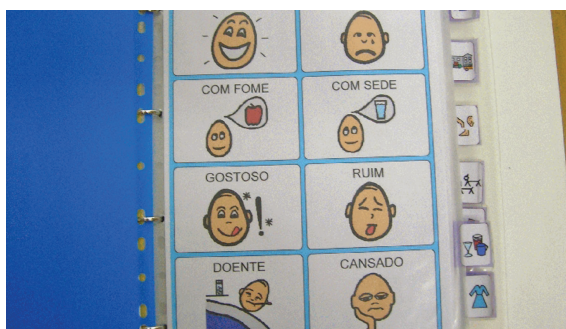 COM FOME
COM SEDE
GOSTOSO
RUIM
DOENTE
CANSADO